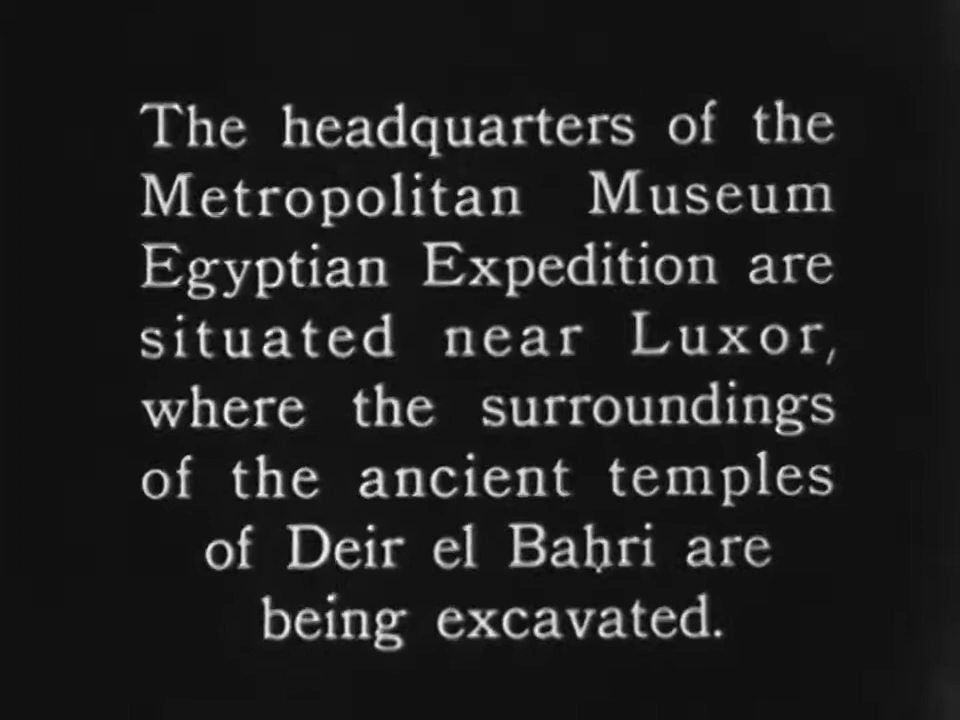 The headquarters of the
Metropolitan Museum
Egyptian Expedition are
situated near Luxor,
where the surroundings
of the ancient temples
of Deir el Baḥri are
being excavated.